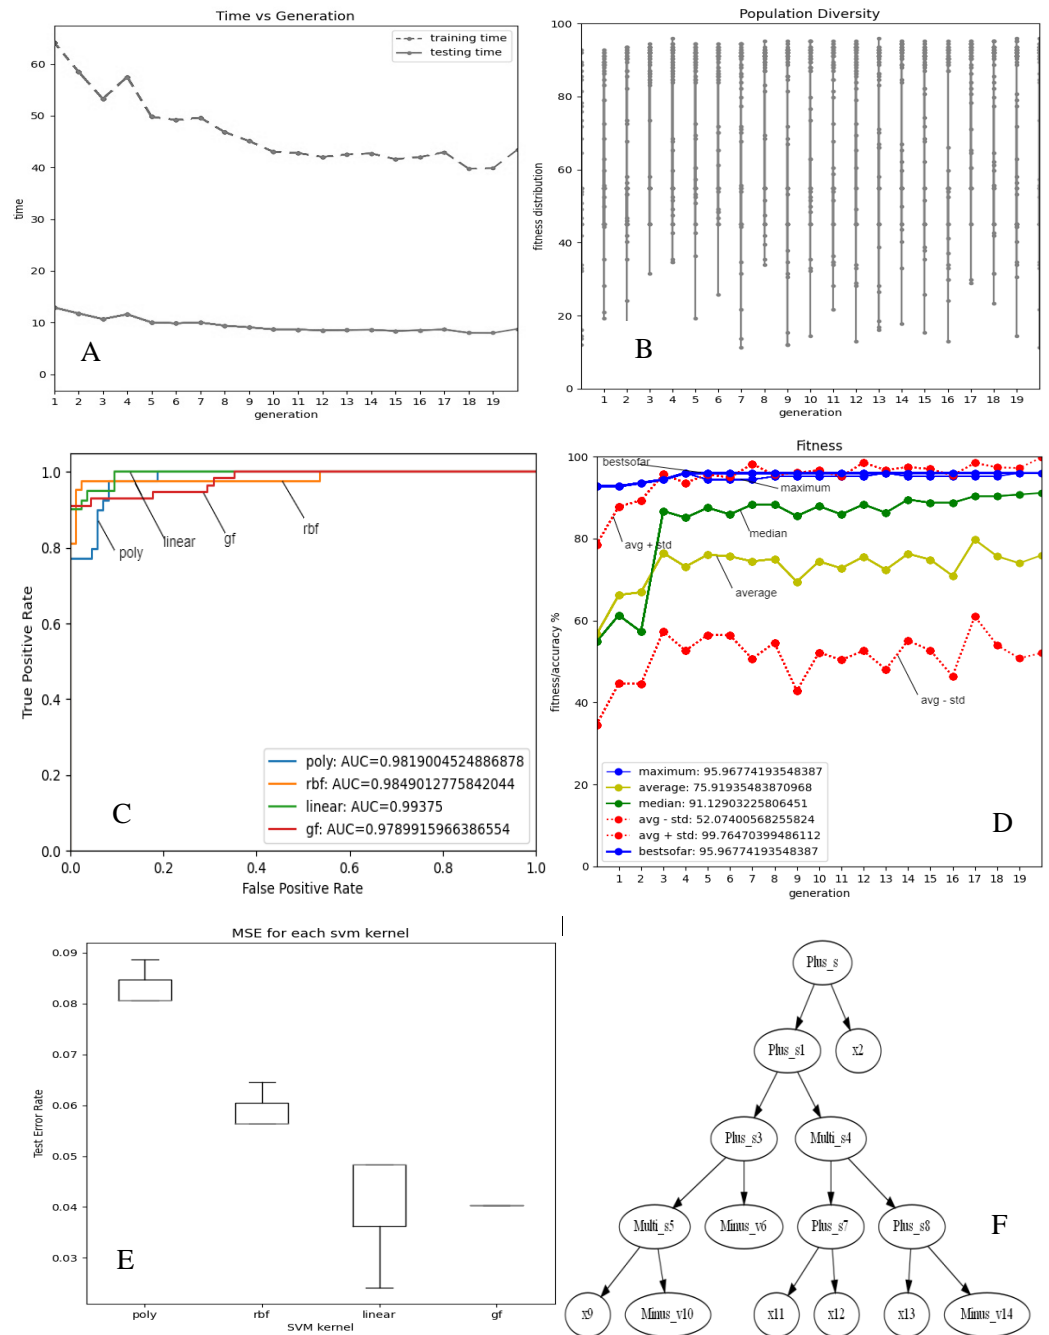 Time vs Generation
time
60
50
40
30
20
10
0
training time
testing time
A
1 2 3 4 5 6 7 8 9 10 11 12 13 14 15 16 17 18 19
generation
Population Diversity
fitness distribution
100
80
60
40
20
0
B
1 2 3 4 5 6 7 8 9 10 11 12 13 14 15 16 17 18 19
generation
True Positive Rate
1.0
0.8
0.6
0.4
0.2
0.0
poly
linear
gf
rbf
poly: AUC=0.9819004524886878
rbf: AUC=0.9849012775842044
linear: AUC=0.99375
gf: AUC=0.9789915966386554
C
0.0 0.2 0.4 0.6 0.8 1.0
False Positive Rate
Fitness
fitness/accuracy %
100
80
60
40
20
0
bestsofar
maximum
avg + std
median
average
avg - std
maximum: 95.96774193548387
average: 75.91935483870968
median: 91.12903225806451
avg - std: 52.07400568255824
avg + std: 99.76470399486112
bestsofar: 95.96774193548387
D
1 2 3 4 5 6 7 8 9 10 11 12 13 14 15 16 17 18 19
generation
MSE for each svm kernel
Test Error Rate
0.09
0.08
0.07
0.06
0.05
0.04
0.03
E
poly rbf linear gf
SVM kernel
Plus_s
Plus_s1 x2
Plus_s3 Multi_s4
Multi_s5 Minus_v6 Plus_s7 Plus_s8
F
x9 Minus_v10 x11 x12 x13 Minus_v14